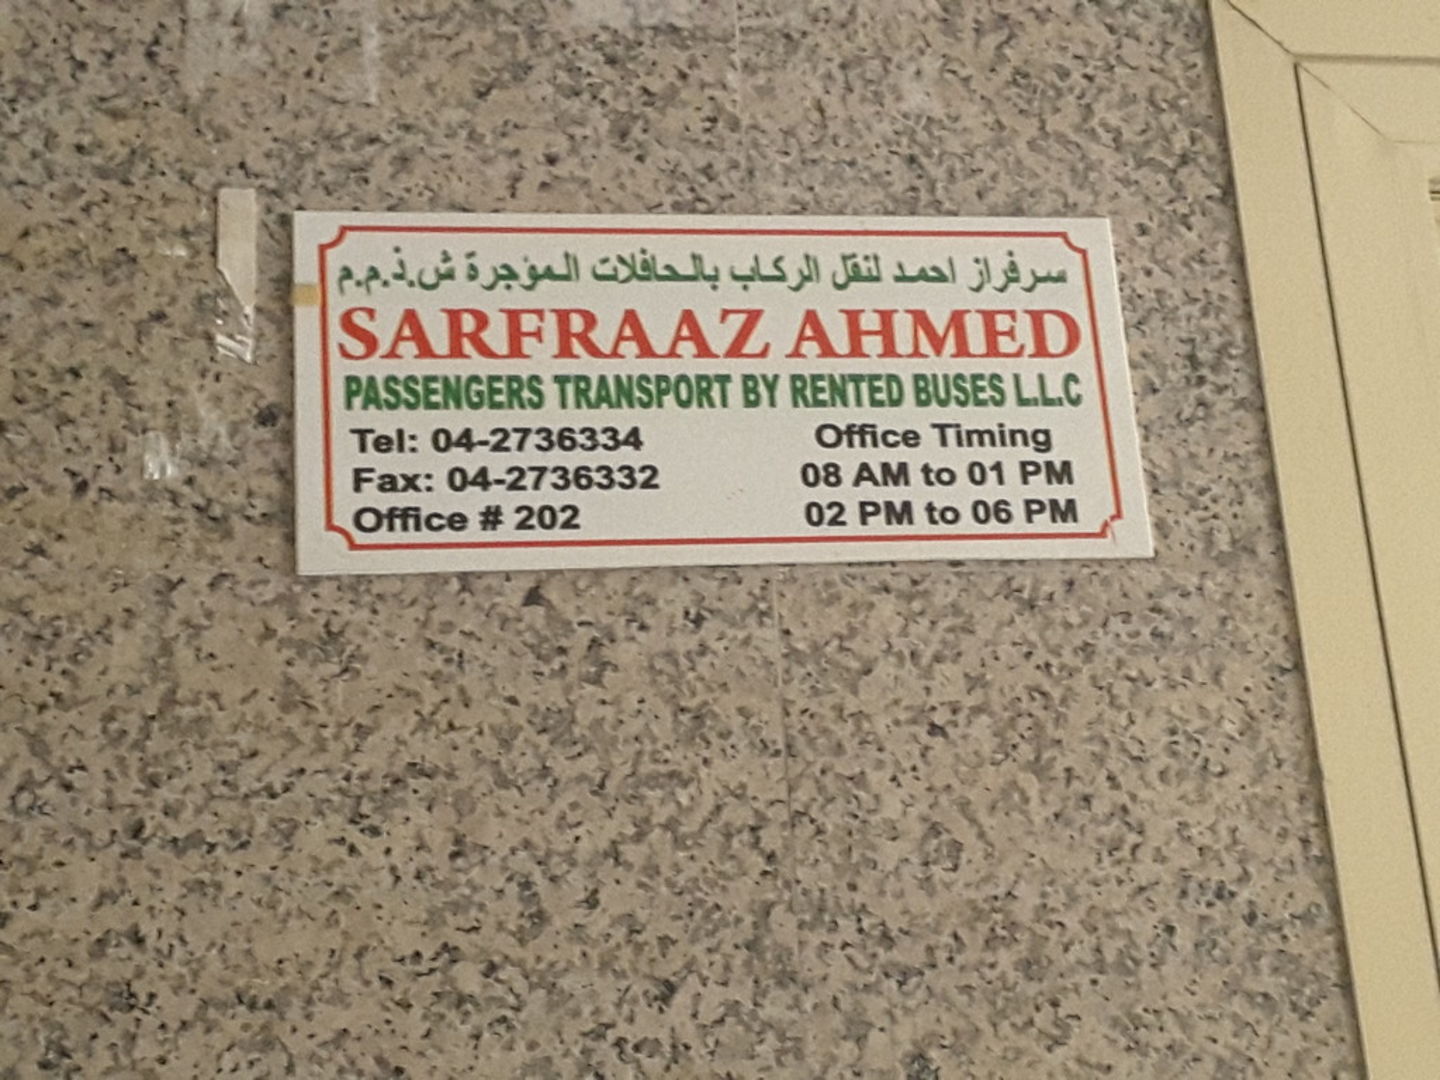 سرفراز احمد لنقل الركاب بالحافلات المؤجرة ش.ذ.م.م
SARFRAAZ AHMED
PASSENGERS TRANSPORT BY RENTED BUSES L.L.C
Tel: 04-2736334
Fax: 04-2736332
Office # 202
Office Timing
08 AM to 01 PM
02 PM to 06 PM